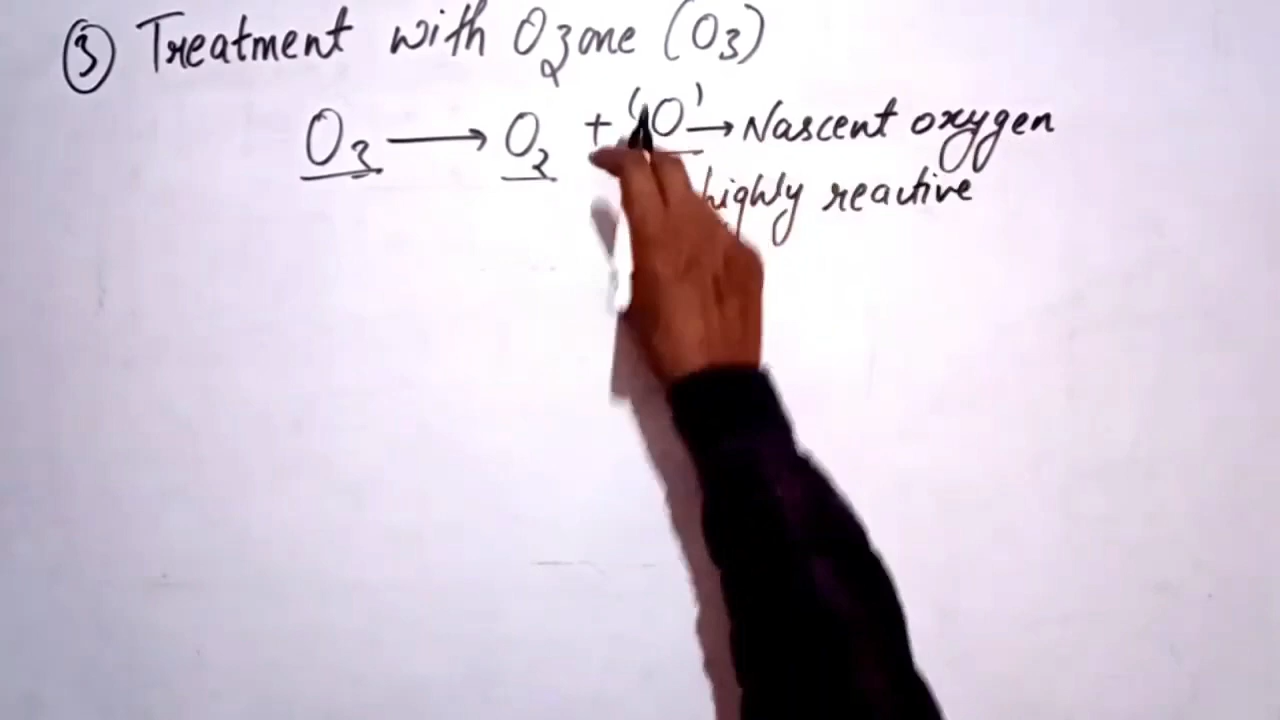 ③ Treatment with Ozone (O₃)
O₃ ⟶ O₂ + 'O' → Nascent oxygen
highly reactive